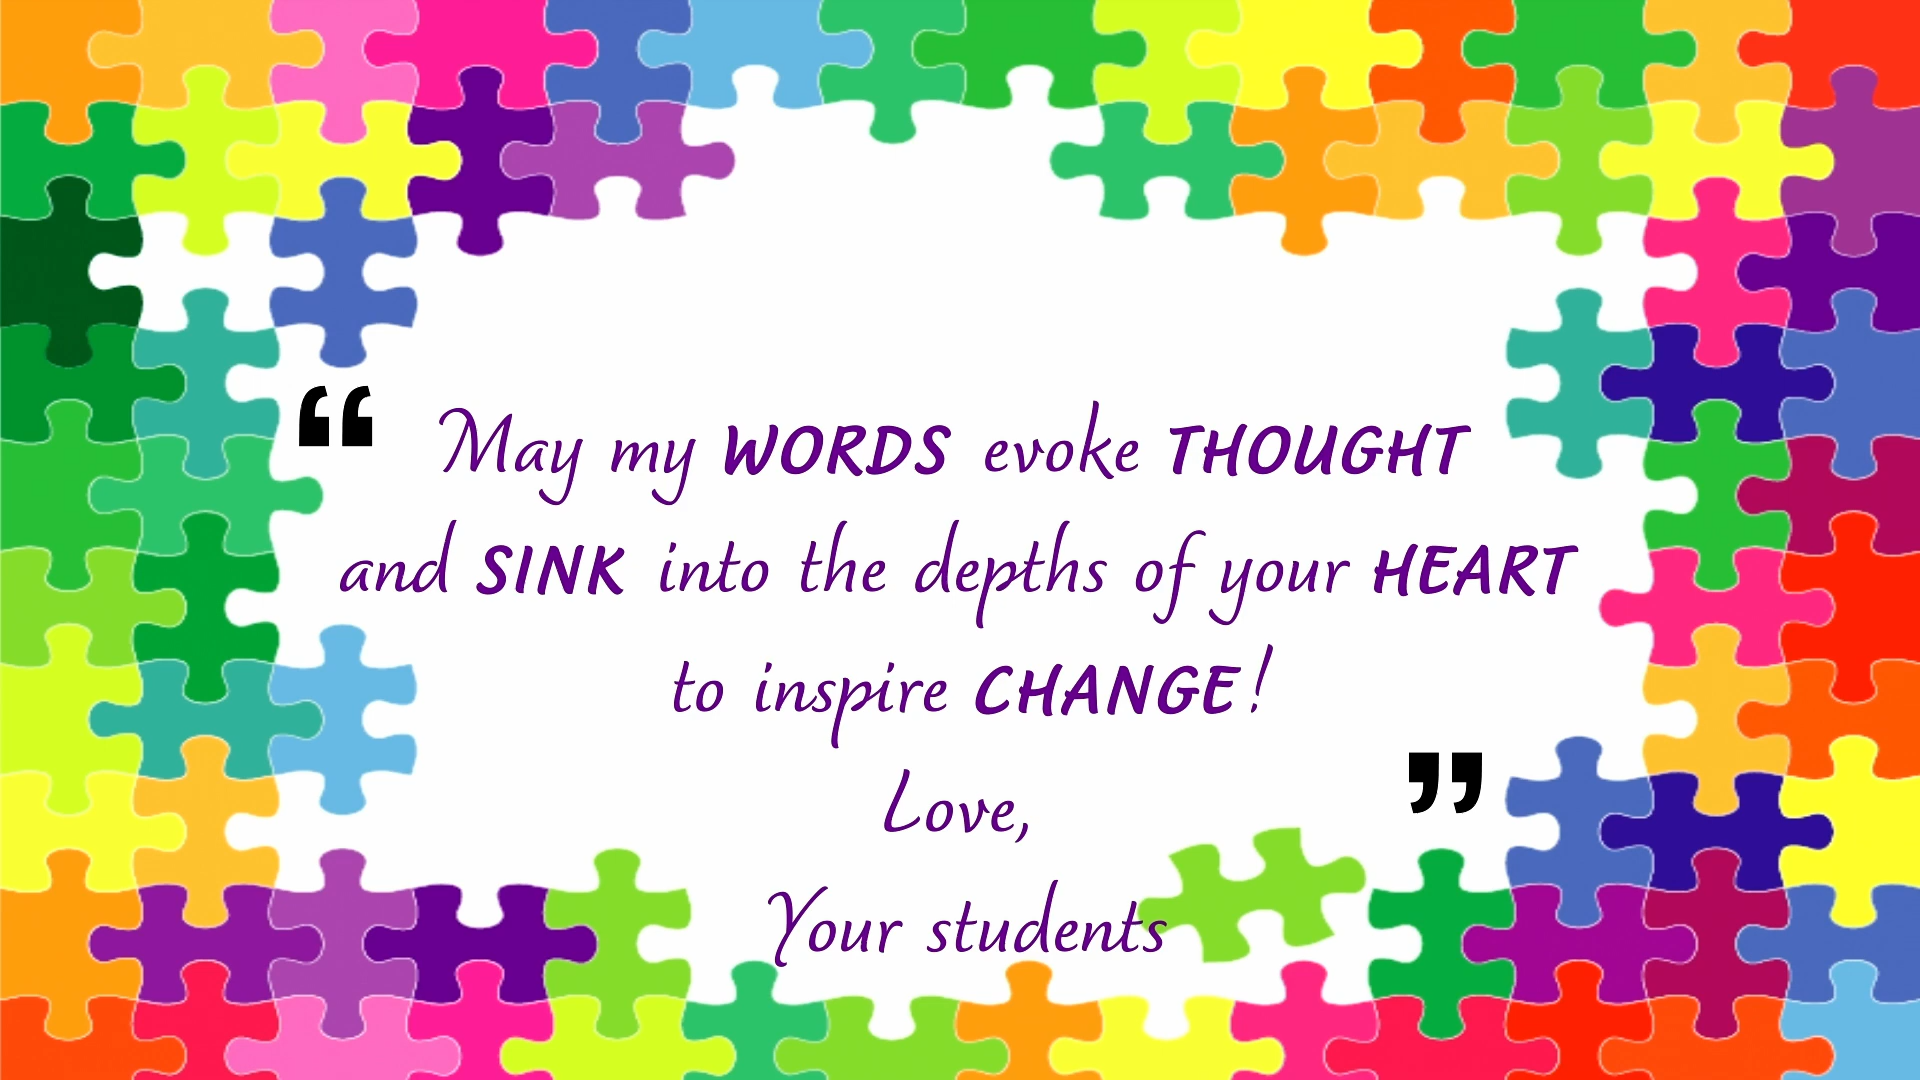 “ May my WORDS evoke THOUGHT
and SINK into the depths of your HEART
to inspire CHANGE!
Love, ”
Your students